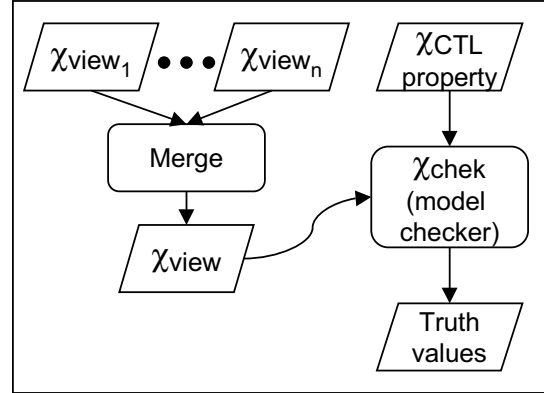 χview₁ ••• χviewₙ
χCTL
property
Merge
χchek
(model
checker)
χview
Truth
values